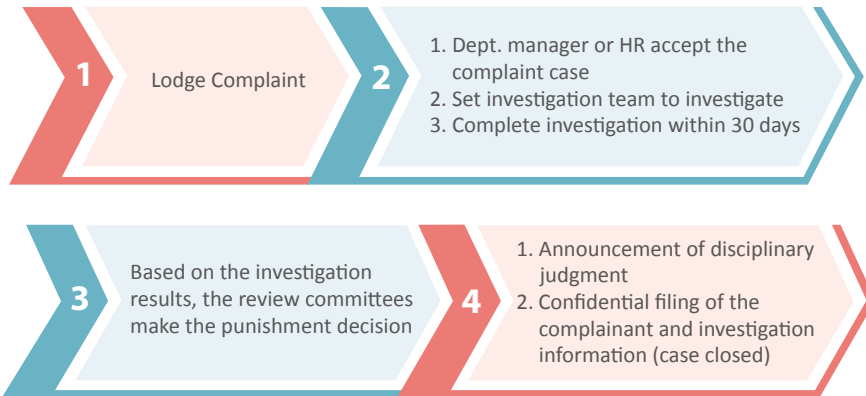 1
Lodge Complaint
2
1. Dept. manager or HR accept the
complaint case
2. Set investigation team to investigate
3. Complete investigation within 30 days
3
Based on the investigation
results, the review committees
make the punishment decision
4
1. Announcement of disciplinary
judgment
2. Confidential filing of the
complainant and investigation
information (case closed)